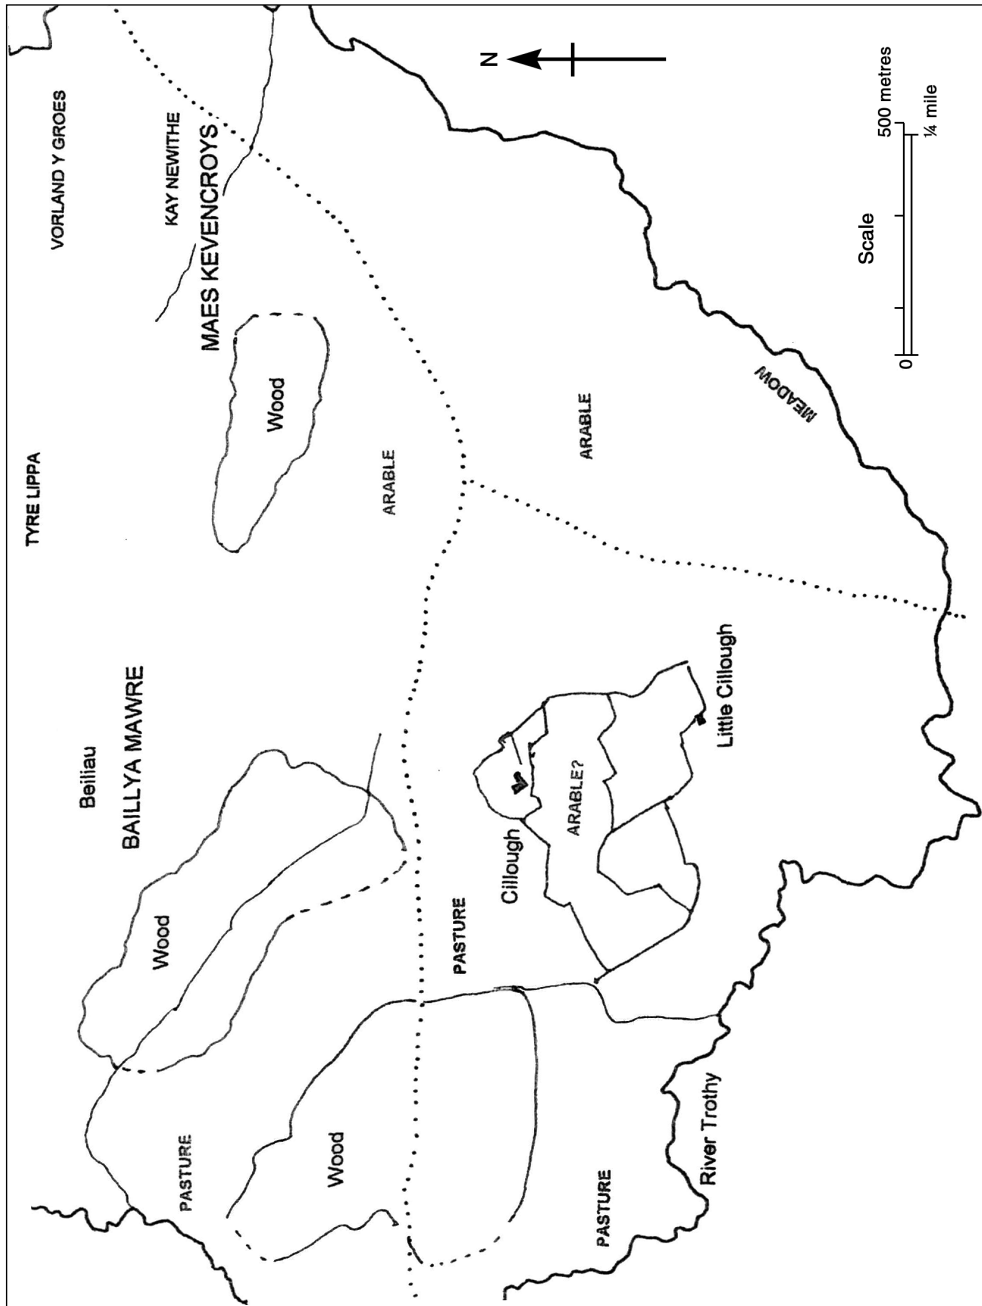 VORLAND Y GROES
KAY NEWITHE
MAES KEVENCROYS
TYRE LIPPA
Wood
ARABLE
ARABLE
MEADOW
Beiliau
BAILLYA MAWRE
Wood
PASTURE
Wood
PASTURE
Cillough
ARABLE?
Little Cillough
PASTURE
River Trothy
N
Scale
0
500 metres
¼ mile